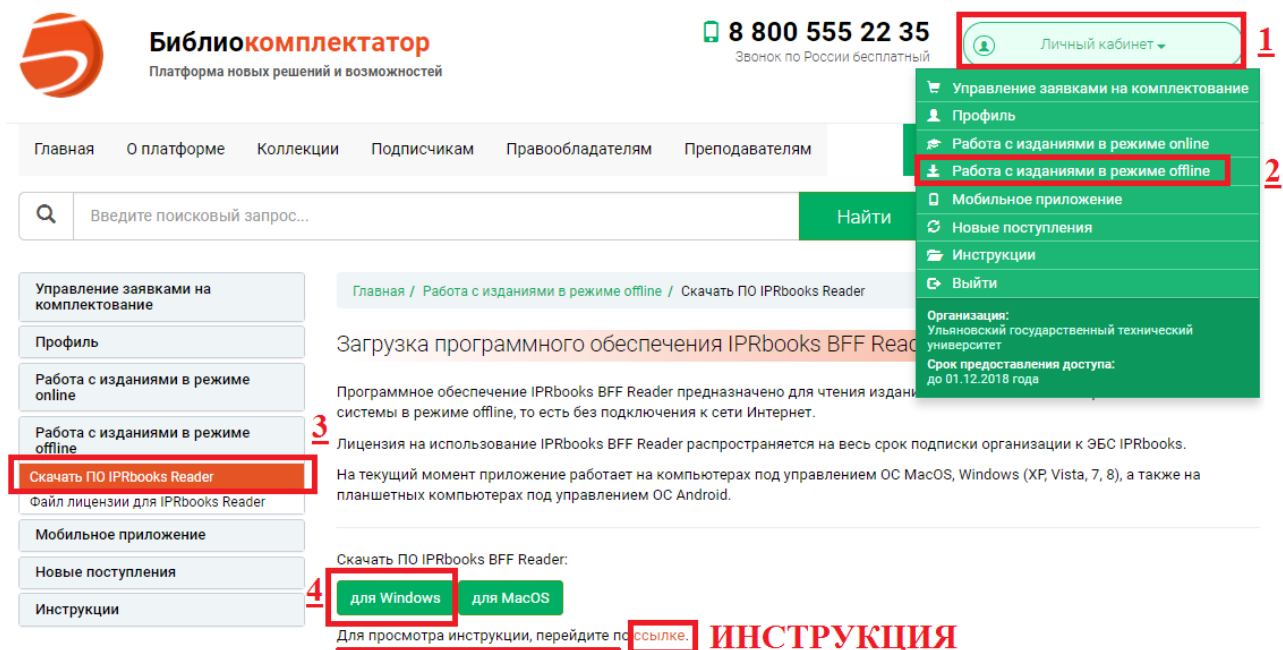 Библиокомплектатор
Платформа новых решений и возможностей
8 800 555 22 35
Звонок по России бесплатный
Личный кабинет
1
Управление заявками на комплектование
Профиль
Работа с изданиями в режиме online
Работа с изданиями в режиме offline
2
Мобильное приложение
Новые поступления
Инструкции
Выйти
Организация:
Ульяновский государственный технический
университет
Срок предоставления доступа:
до 01.12.2018 года
Главная О платформе Коллекции Подписчикам Правообладателям Преподавателям
Введите поисковый запрос...
Найти
Управление заявками на
комплектование
Профиль
Работа с изданиями в режиме
online
Работа с изданиями в режиме
offline
3
Скачать ПО IPRbooks Reader
Файл лицензии для IPRbooks Reader
Мобильное приложение
Новые поступления
Инструкции
Главная / Работа с изданиями в режиме offline / Скачать ПО IPRbooks Reader
Загрузка программного обеспечения IPRbooks BFF
Программное обеспечение IPRbooks BFF Reader предназначено для чтения
системы в режиме offline, то есть без подключения к сети Интернет.
Лицензия на использование IPRbooks BFF Reader распространяется на весь срок подписки организации к ЭБС IPRbooks.
На текущий момент приложение работает на компьютерах под управлением ОС MacOS, Windows (XP, Vista, 7, 8), а также на
планшетных компьютерах под управлением ОС Android.
Скачать ПО IPRbooks BFF Reader:
4
для Windows
для MacOS
Для просмотра инструкции, перейдите по ссылке.
ИНСТРУКЦИЯ